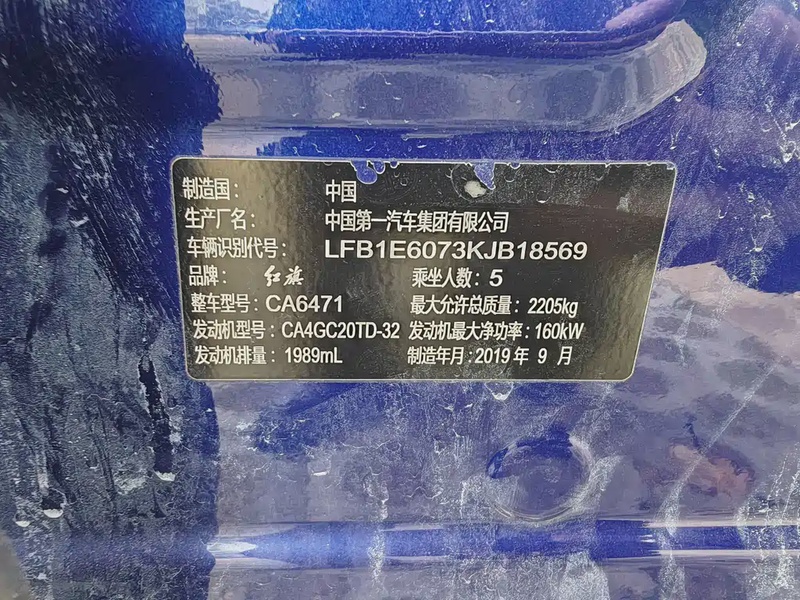 制造国： 中国
生产厂名： 中国第一汽车集团有限公司
车辆识别代号： LFB1E6073KJB18569
品牌： 红旗 乘坐人数：5
整车型号：CA6471 最大允许总质量：2205kg
发动机型号：CA4GC20TD-32 发动机最大净功率：160kW
发动机排量：1989mL 制造年月：2019 年 9 月